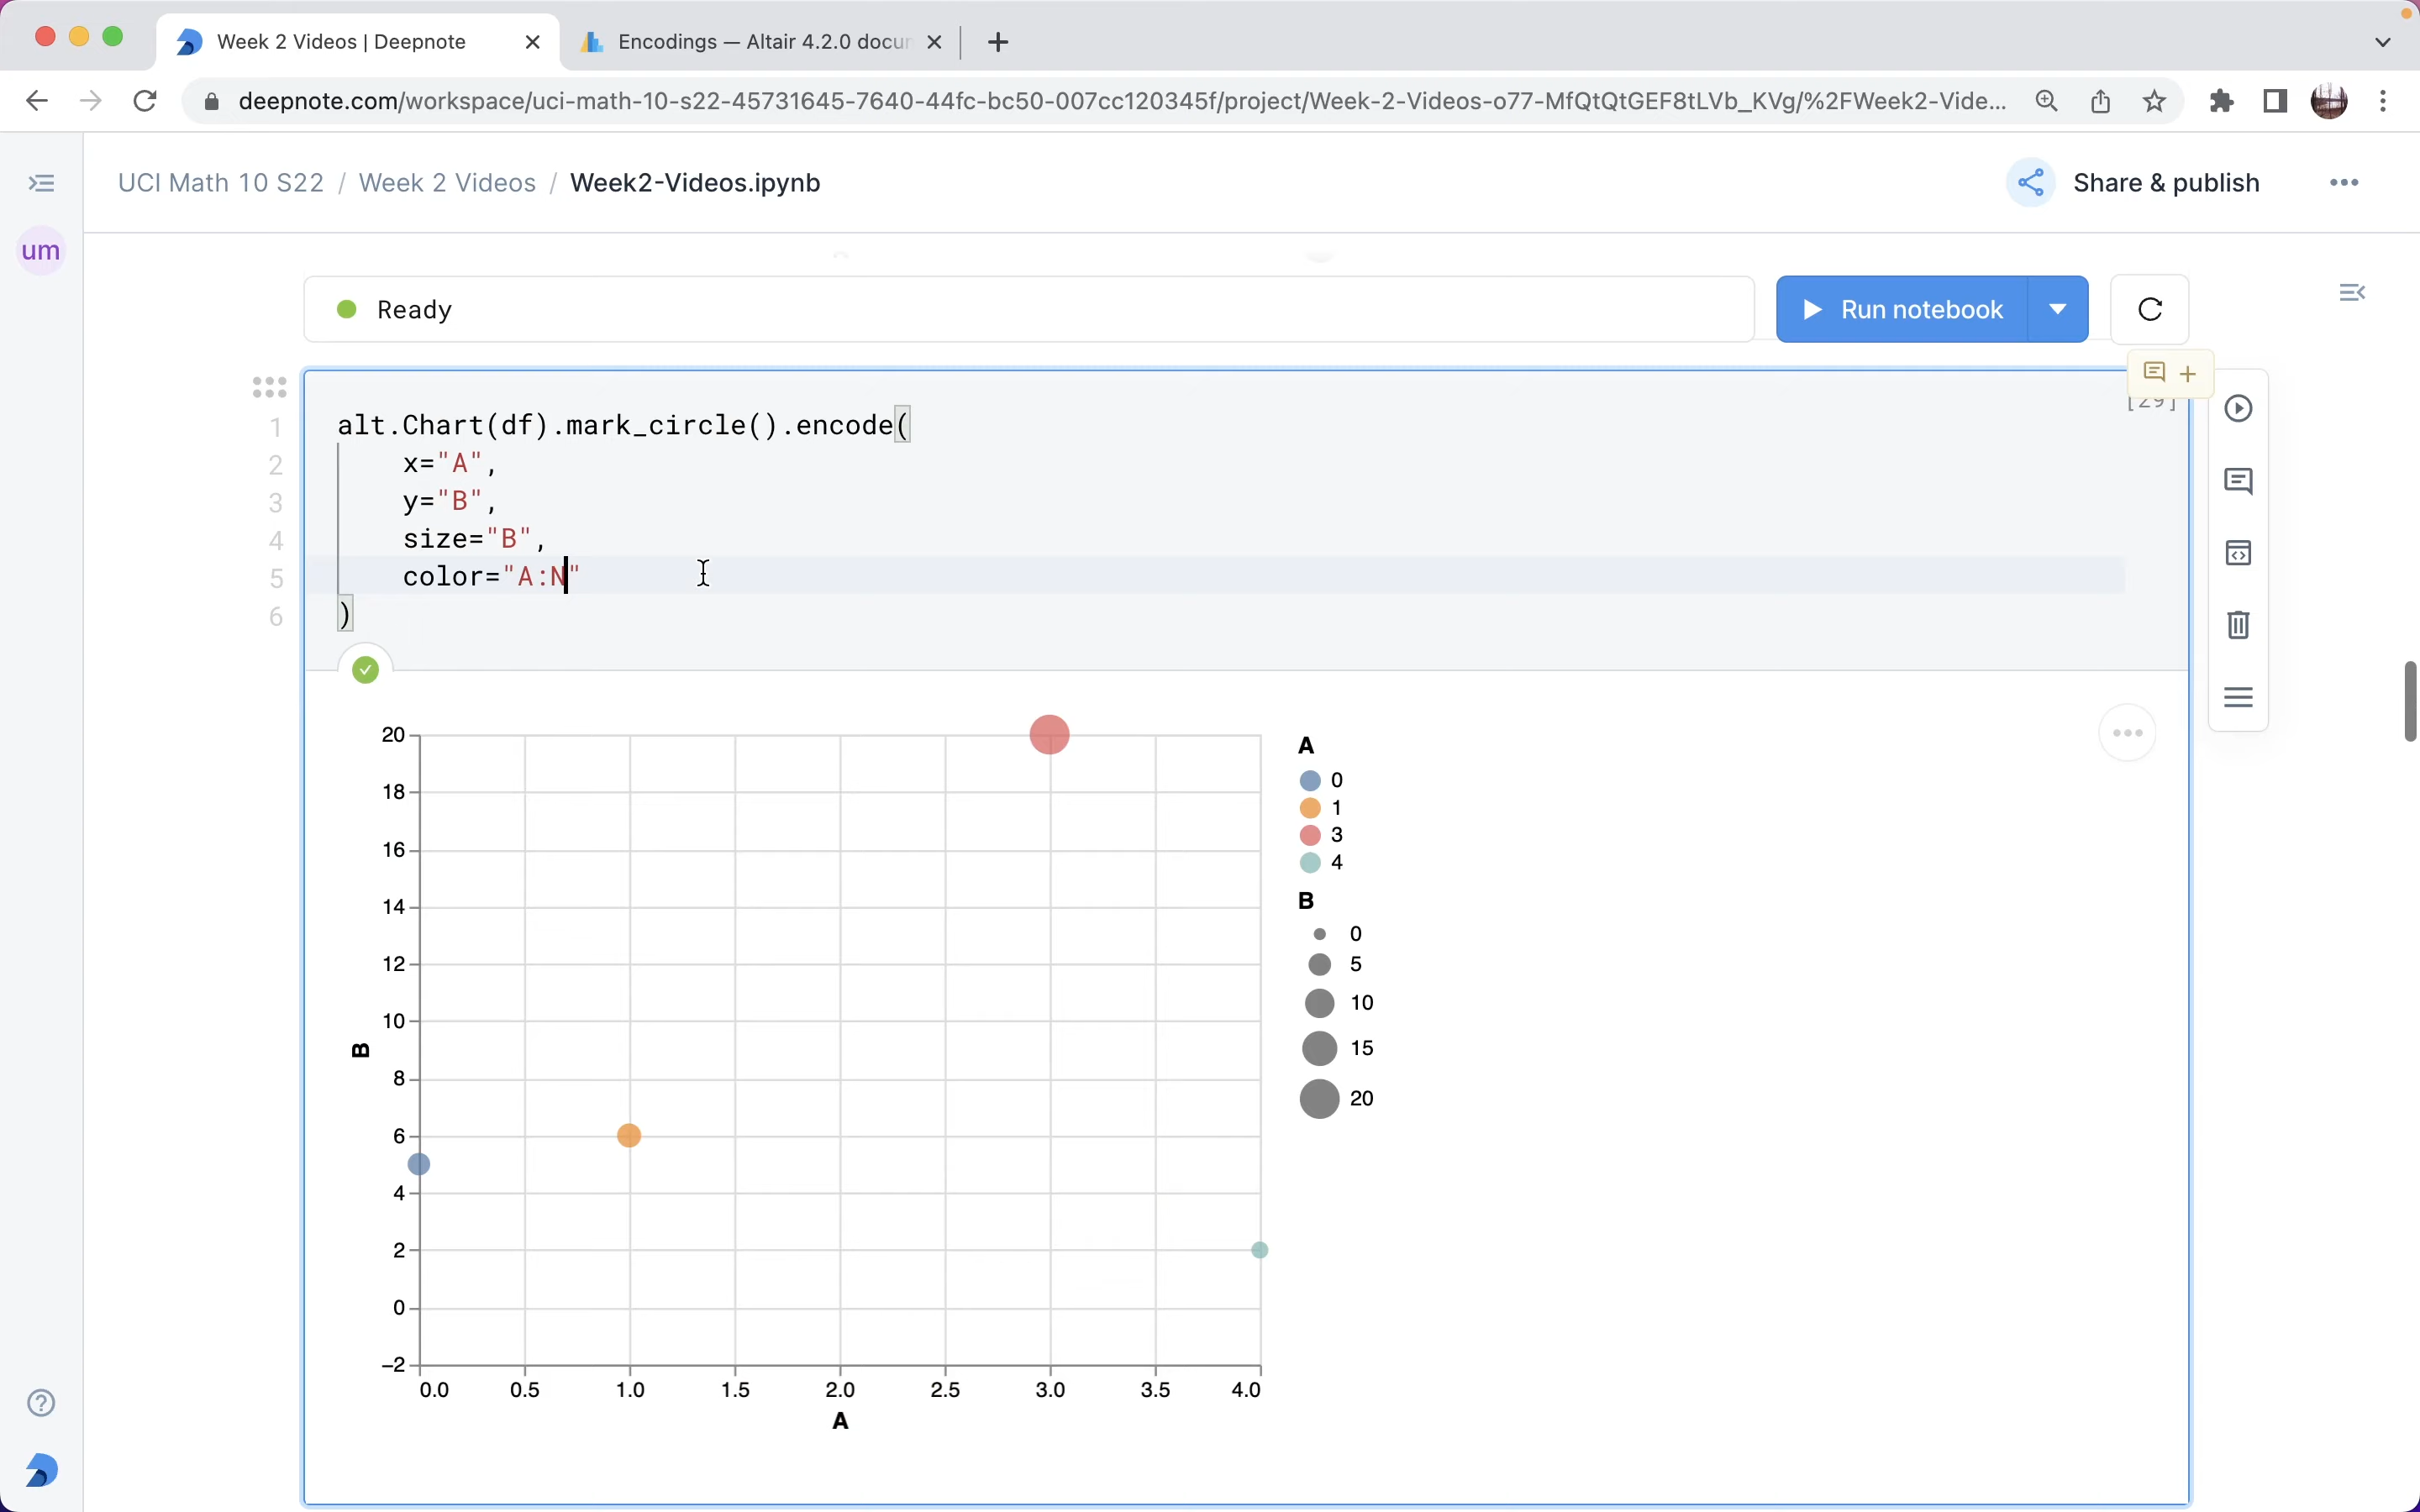 Week 2 Videos | Deepnote
Encodings — Altair 4.2.0 docu
deepnote.com/workspace/uci-math-10-s22-45731645-7640-44fc-bc50-007cc120345f/project/Week-2-Videos-o77-MfQtQtGEF8tLVb_KVg/%2FWeek2-Vide...
um
UCI Math 10 S22 / Week 2 Videos / Week2-Videos.ipynb
Share & publish
Ready
Run notebook
[29]
1 alt.Chart(df).mark_circle().encode(
2 x="A",
3 y="B",
4 size="B",
5 color="A:N"
6 )
20
18
16
14
12
10
8
6
4
2
0
−2
B
0.0 0.5 1.0 1.5 2.0 2.5 3.0 3.5 4.0
A
A
0
1
3
4
B
0
5
10
15
20